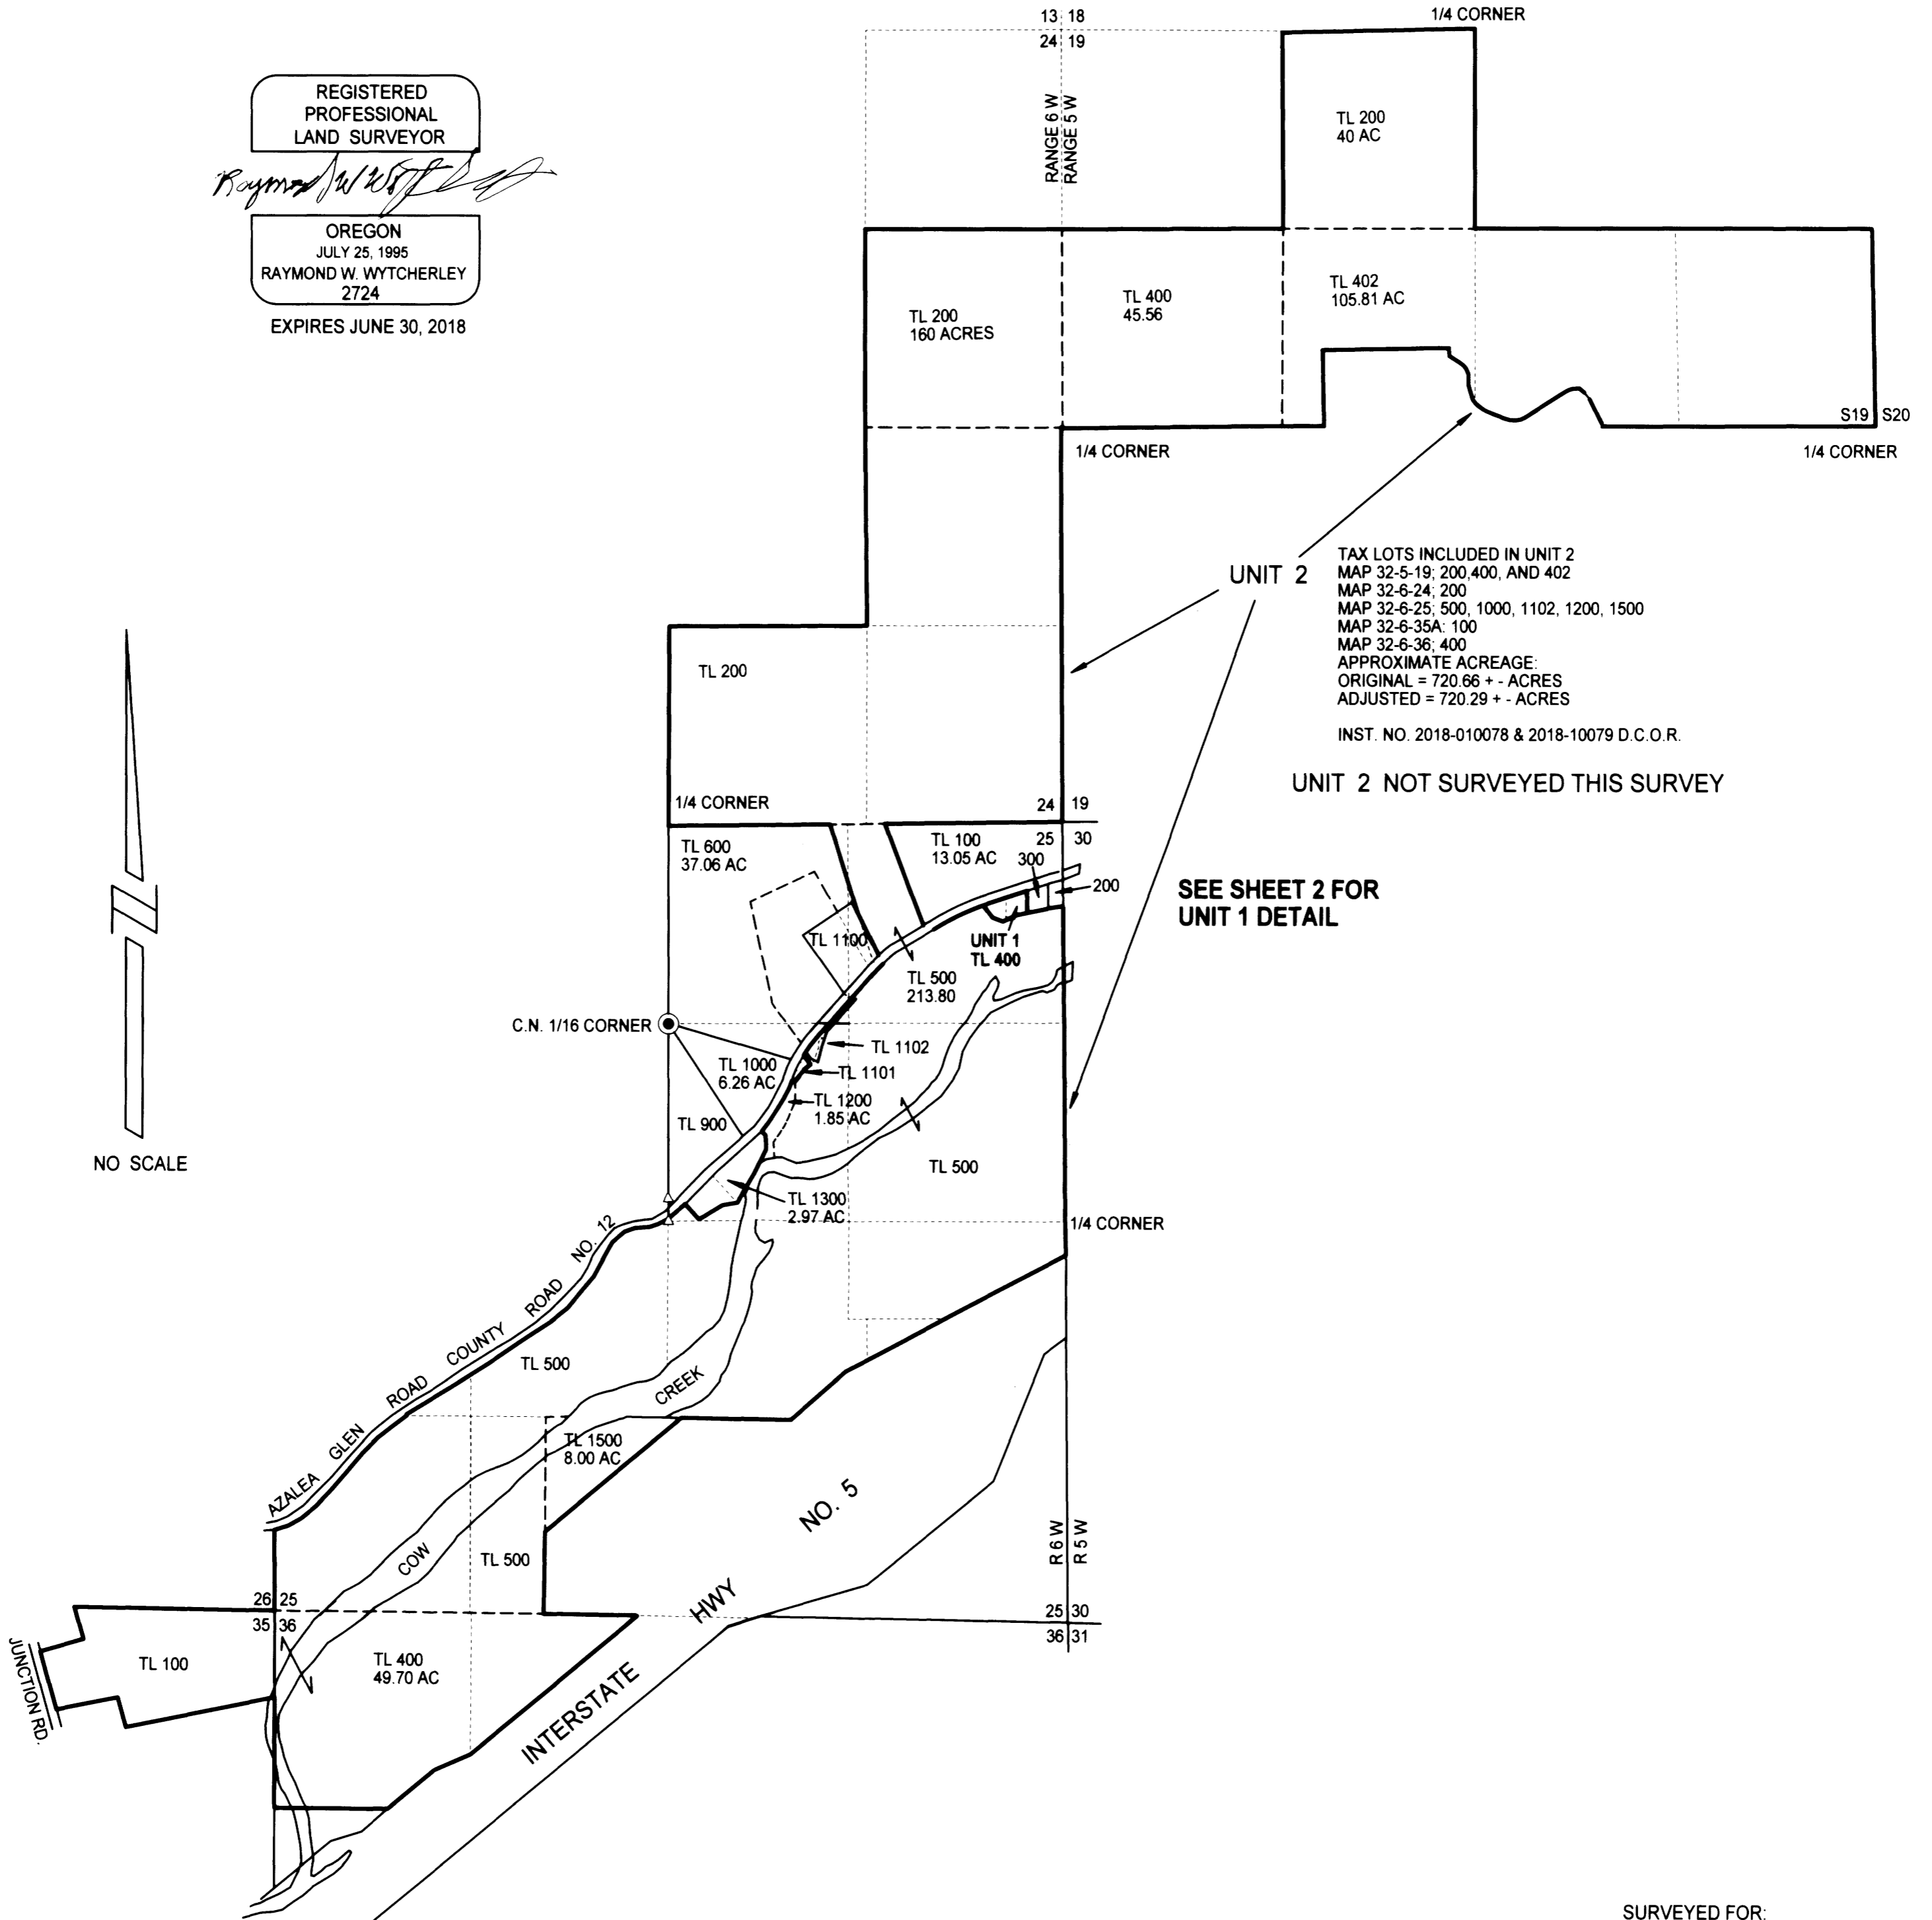 13 18
1/4 CORNER
24 19
REGISTERED
PROFESSIONAL
LAND SURVEYOR
RANGE 6 W
RANGE 5 W
TL 200
40 AC
OREGON
JULY 25, 1995
RAYMOND W. WYTCHERLEY
2724
EXPIRES JUNE 30, 2018
TL 200
160 ACRES
TL 400
45.56
TL 402
105.81 AC
S19 S20
1/4 CORNER
1/4 CORNER
UNIT 2
TAX LOTS INCLUDED IN UNIT 2
MAP 32-5-19; 200,400, AND 402
MAP 32-6-24; 200
MAP 32-6-25; 500, 1000, 1102, 1200, 1500
MAP 32-6-35A: 100
MAP 32-6-36; 400
APPROXIMATE ACREAGE:
ORIGINAL = 720.66 + - ACRES
ADJUSTED = 720.29 + - ACRES
INST. NO. 2018-010078 & 2018-10079 D.C.O.R.
UNIT 2 NOT SURVEYED THIS SURVEY
TL 200
1/4 CORNER
24 19
25 30
TL 600
37.06 AC
TL 100
13.05 AC
300
200
SEE SHEET 2 FOR
UNIT 1 DETAIL
TL 1100
UNIT 1
TL 400
TL 500
213.80
N
NO SCALE
C.N. 1/16 CORNER
TL 1102
TL 1000
6.26 AC
TL 1101
TL 1200
1.85 AC
TL 900
TL 500
TL 1300
2.97 AC
1/4 CORNER
AZALEA GLEN ROAD COUNTY ROAD NO. 12
TL 500
COW CREEK
TL 1500
8.00 AC
TL 500
INTERSTATE HWY NO. 5
R 6 W
R 5 W
26 25
35 36
25 30
36 31
TL 100
JUNCTION RD.
TL 400
49.70 AC
SURVEYED FOR: